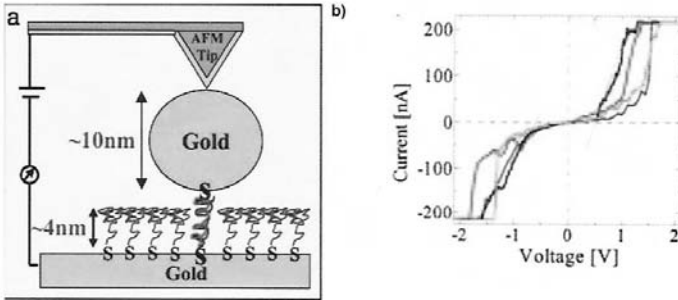 a
AFM
Tip
~10nm
Gold
S
~4nm
S S S S S S S S S
Gold
b)
Current [nA]
200
100
0
-100
-200
-2
-1
0
1
2
Voltage [V]